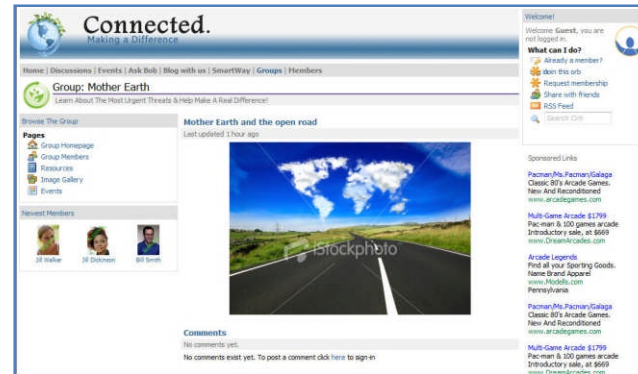 Connected.
Making a Difference
Home | Discussions | Events | Ask Bob | Blog with us | SmartWay | Groups | Members
Group: Mother Earth
Learn About The Most Urgent Threats & Help Make A Real Difference!
Browse The Group
Pages
Group Homepage
Group Members
Resources
Image Gallery
Events
Newest Members
Jill Walker
Jill Dickinson
Bill Smith
Mother Earth and the open road
Last updated 1 hour ago
iStockphoto
Comments
No comments yet.
No comments exist yet. To post a comment click here to sign-in
Welcome!
Welcome Guest, you are
not logged in.
What can I do?
Already a member?
Join this orb
Request membership
Share with friends
RSS Feed
Search Orb
Sponsored Links
Pacman/Ms.Pacman/Galaga
Classic 80's Arcade Games.
New And Reconditioned
www.arcadegames.com
Multi-Game Arcade $1799
Pac-man & 100 games arcade
Introductory sale, at $669
www.DreamArcades.com
Arcade Legends
Find all your Sporting Goods.
Name Brand Apparel
www.Modells.com
Pennsylvania
Pacman/Ms.Pacman/Galaga
Classic 80's Arcade Games.
New And Reconditioned
www.arcadegames.com
Multi-Game Arcade $1799
Pac-man & 100 games arcade
Introductory sale, at $669
www.DreamArcades.com